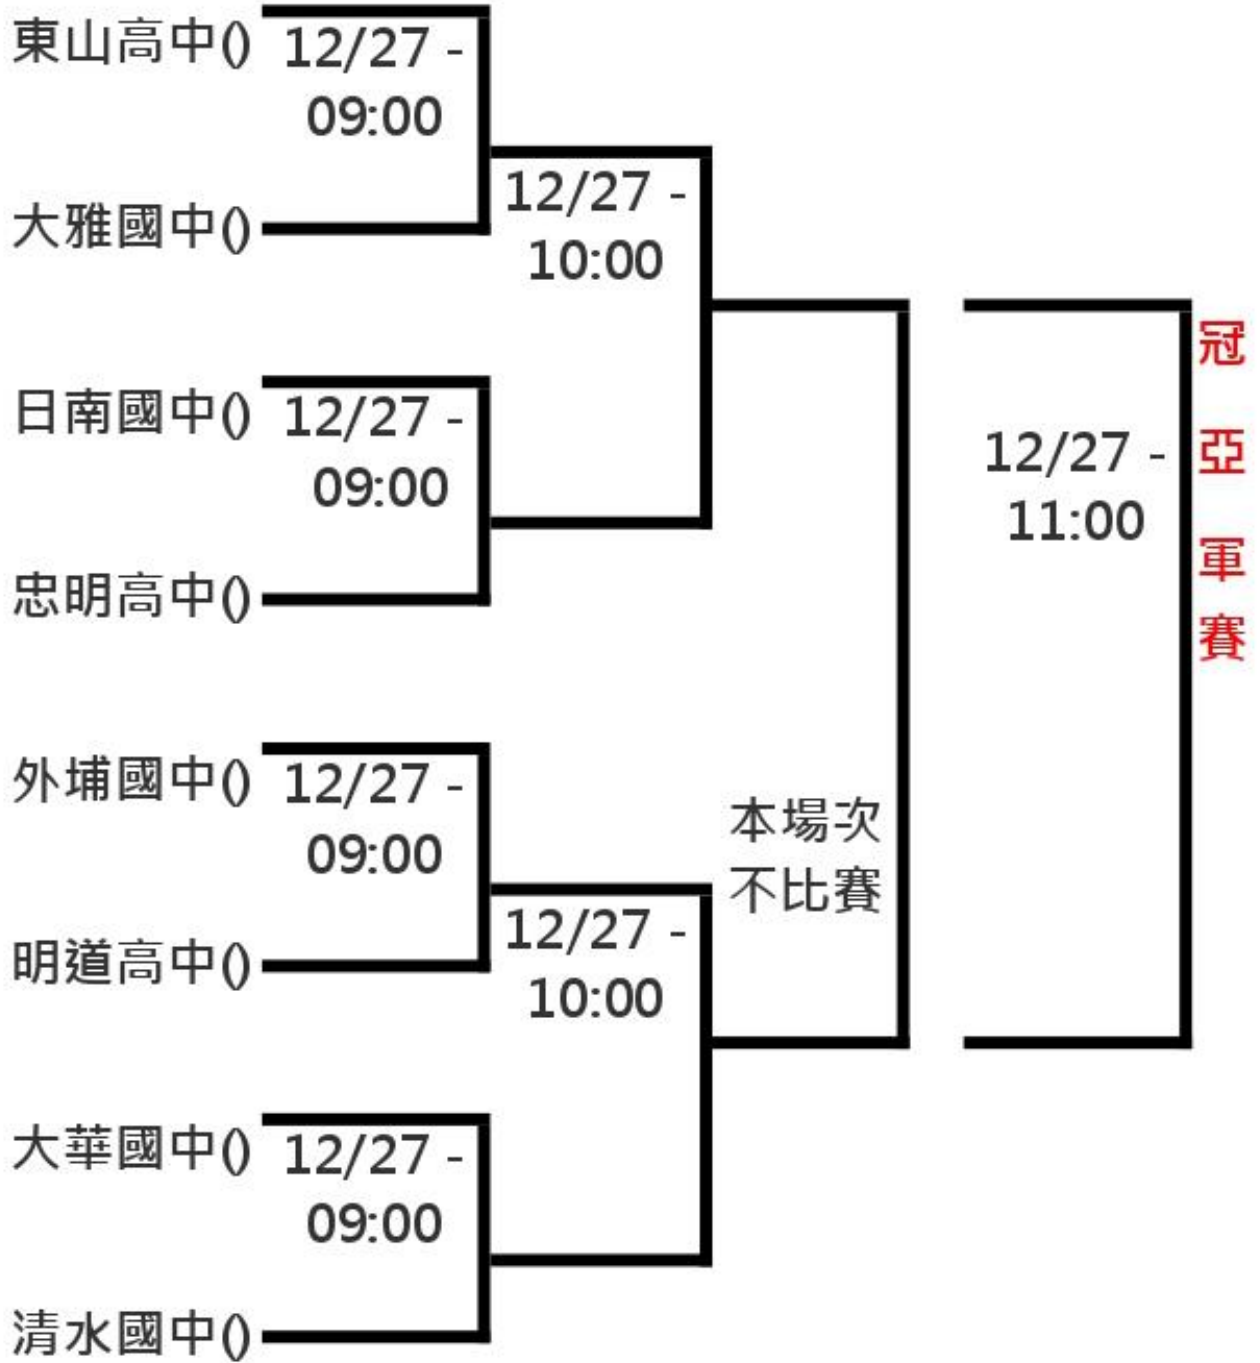 東山高中()
12/27 -
09:00
大雅國中()
12/27 -
10:00
日南國中()
12/27 -
09:00
忠明高中()
外埔國中()
12/27 -
09:00
明道高中()
12/27 -
10:00
大華國中()
12/27 -
09:00
清水國中()
本場次
不比賽
12/27 -
11:00
冠
亞
軍
賽